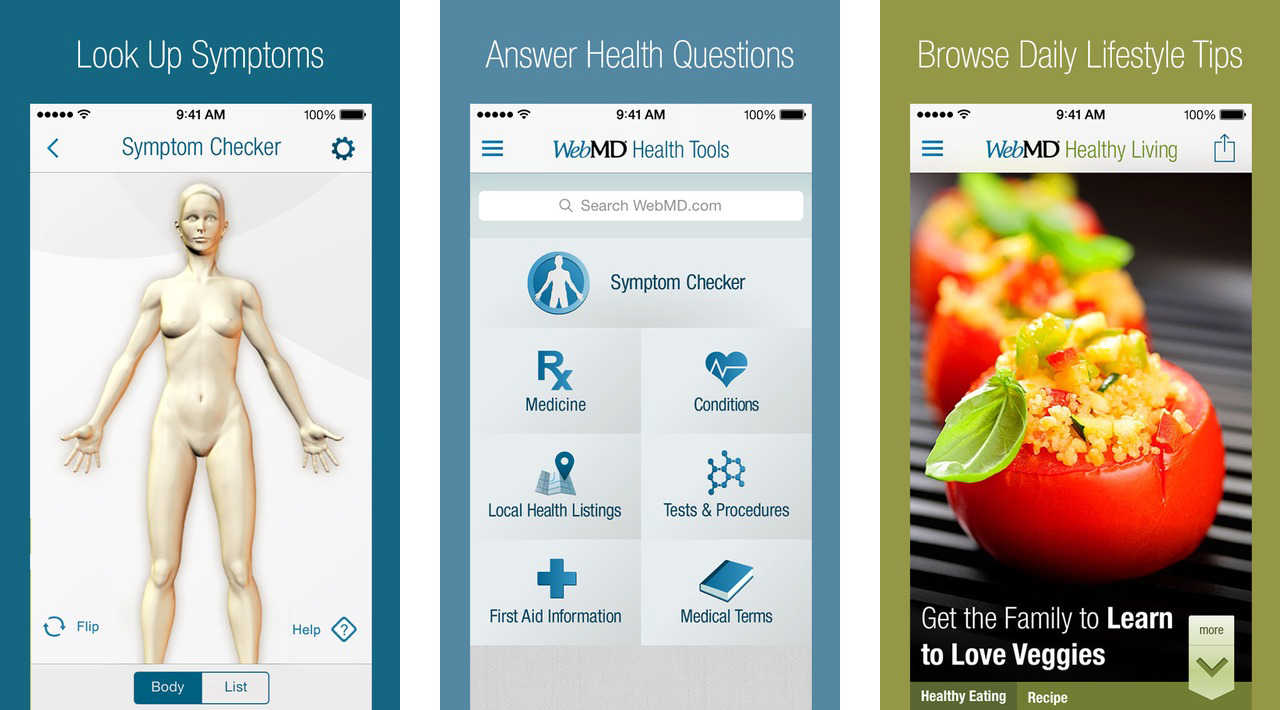 Look Up Symptoms
9:41 AM
100%
Symptom Checker
Flip
Help
?
Body
List
Answer Health Questions
9:41 AM
100%
WebMD Health Tools
Search WebMD.com
Symptom Checker
Rx
Medicine
Conditions
Local Health Listings
Tests & Procedures
First Aid Information
Medical Terms
Browse Daily Lifestyle Tips
9:41 AM
100%
WebMD Healthy Living
Get the Family to Learn
to Love Veggies
more
Healthy Eating
Recipe